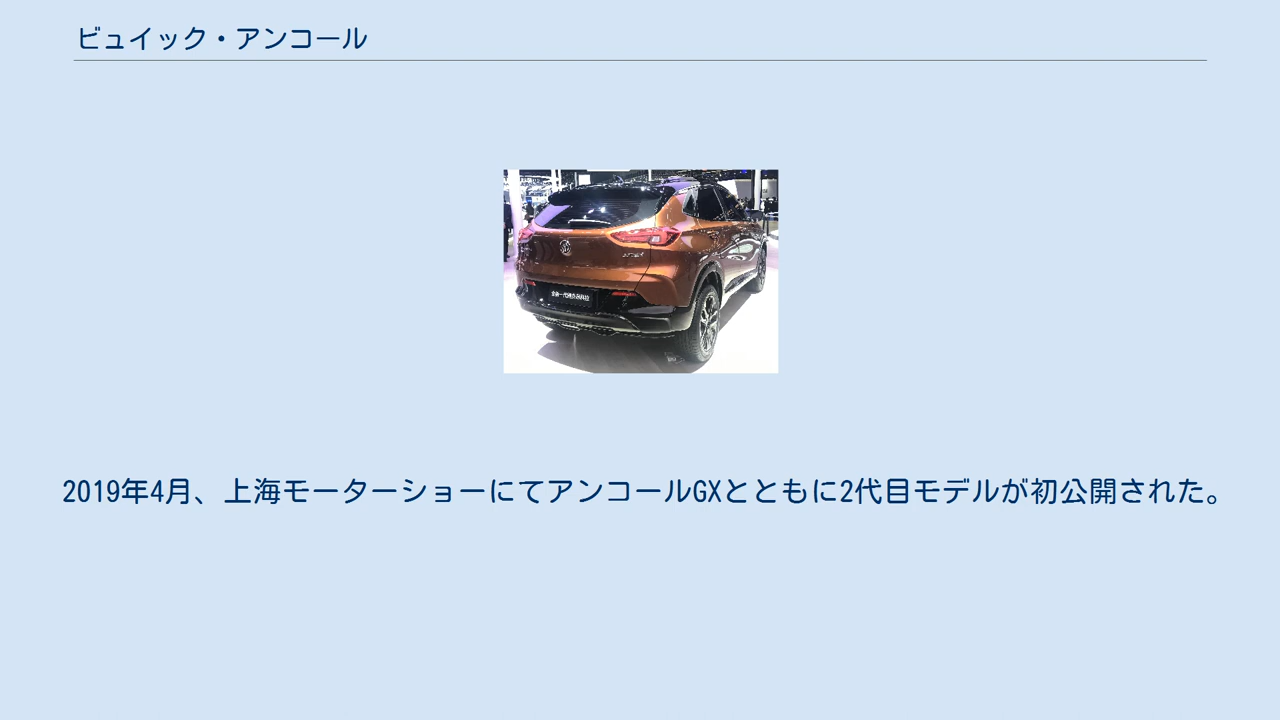 ビュイック・アンコール
2019年4月、上海モーターショーにてアンコールGXとともに2代目モデルが初公開された。